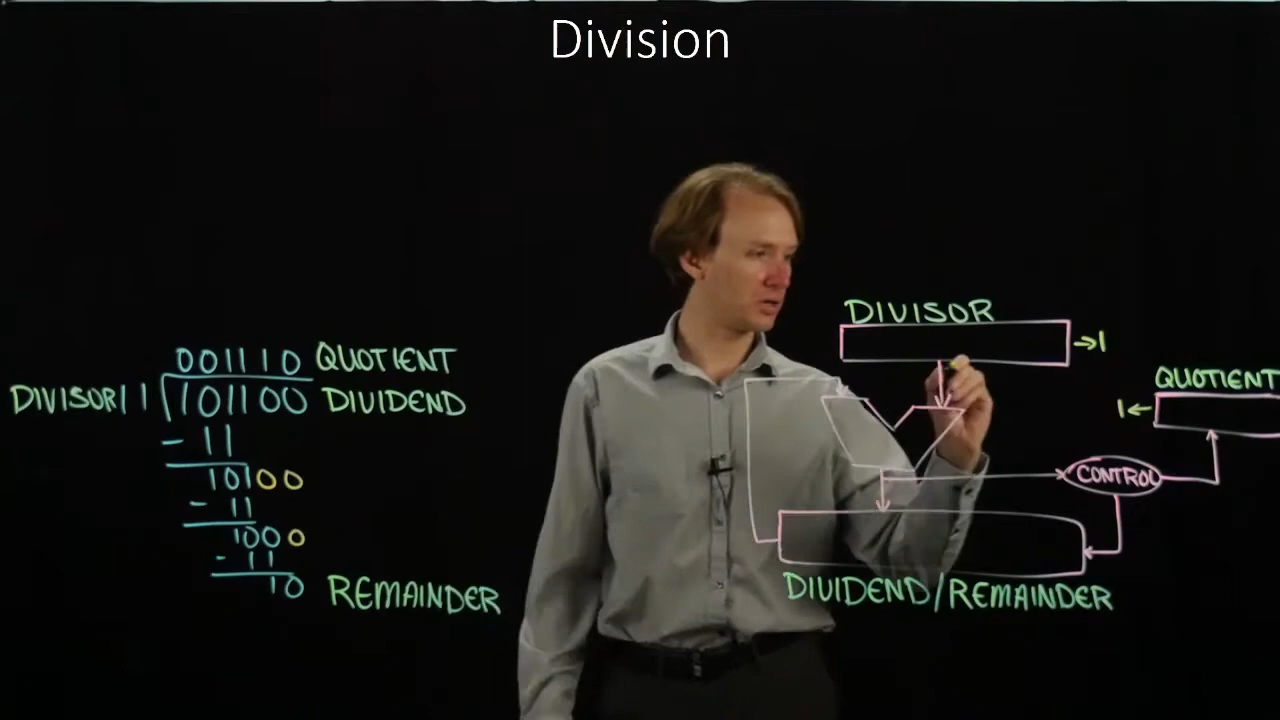 Division
001110 QUOTIENT
DIVISOR 11 101100 DIVIDEND
- 11
10100
- 11
1000
- 11
10 REMAINDER
DIVISOR
→1
QUOTIENT
1←
CONTROL
DIVIDEND/REMAINDER